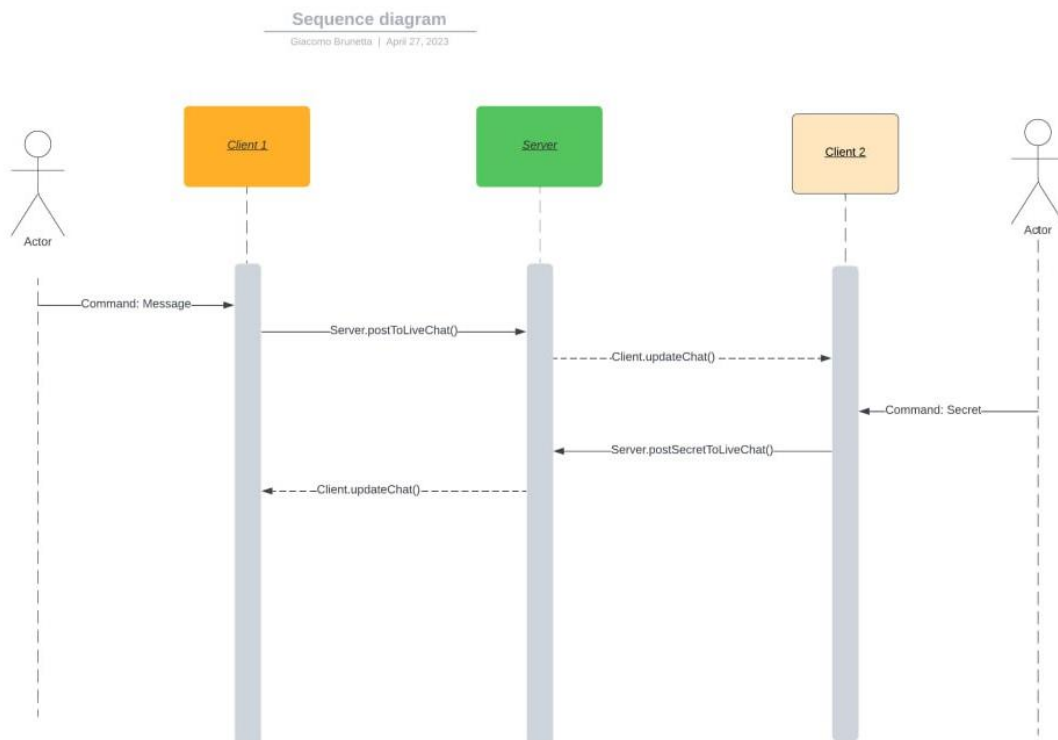 Sequence diagram
Giacomo Brunetta | April 27, 2023
Client 1
Server
Client 2
Actor
Actor
Command: Message
Server.postToLiveChat()
Client.updateChat()
Command: Secret
Server.postSecretToLiveChat()
Client.updateChat()